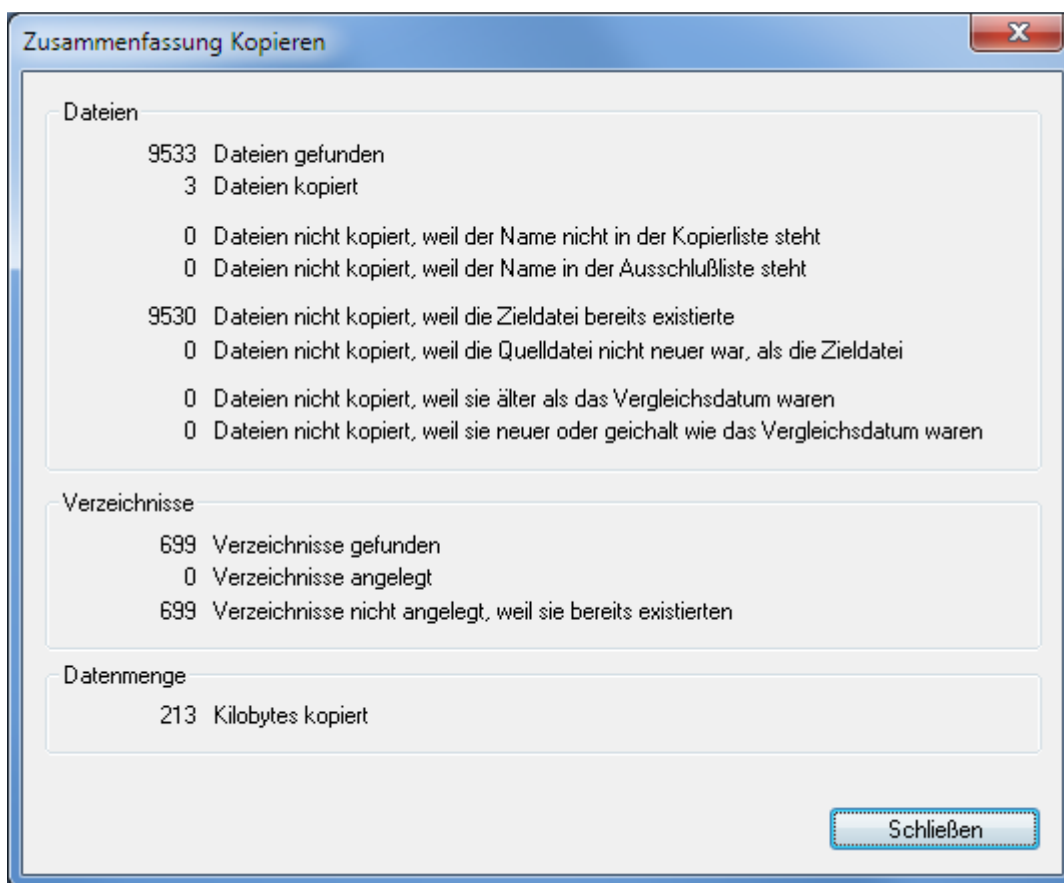 Zusammenfassung Kopieren
Dateien
9533 Dateien gefunden
3 Dateien kopiert
0 Dateien nicht kopiert, weil der Name nicht in der Kopierliste steht
0 Dateien nicht kopiert, weil der Name in der Ausschlußliste steht
9530 Dateien nicht kopiert, weil die Zieldatei bereits existierte
0 Dateien nicht kopiert, weil die Quelldatei nicht neuer war, als die Zieldatei
0 Dateien nicht kopiert, weil sie älter als das Vergleichsdatum waren
0 Dateien nicht kopiert, weil sie neuer oder geichalt wie das Vergleichsdatum waren
Verzeichnisse
699 Verzeichnisse gefunden
0 Verzeichnisse angelegt
699 Verzeichnisse nicht angelegt, weil sie bereits existierten
Datenmenge
213 Kilobytes kopiert
Schließen